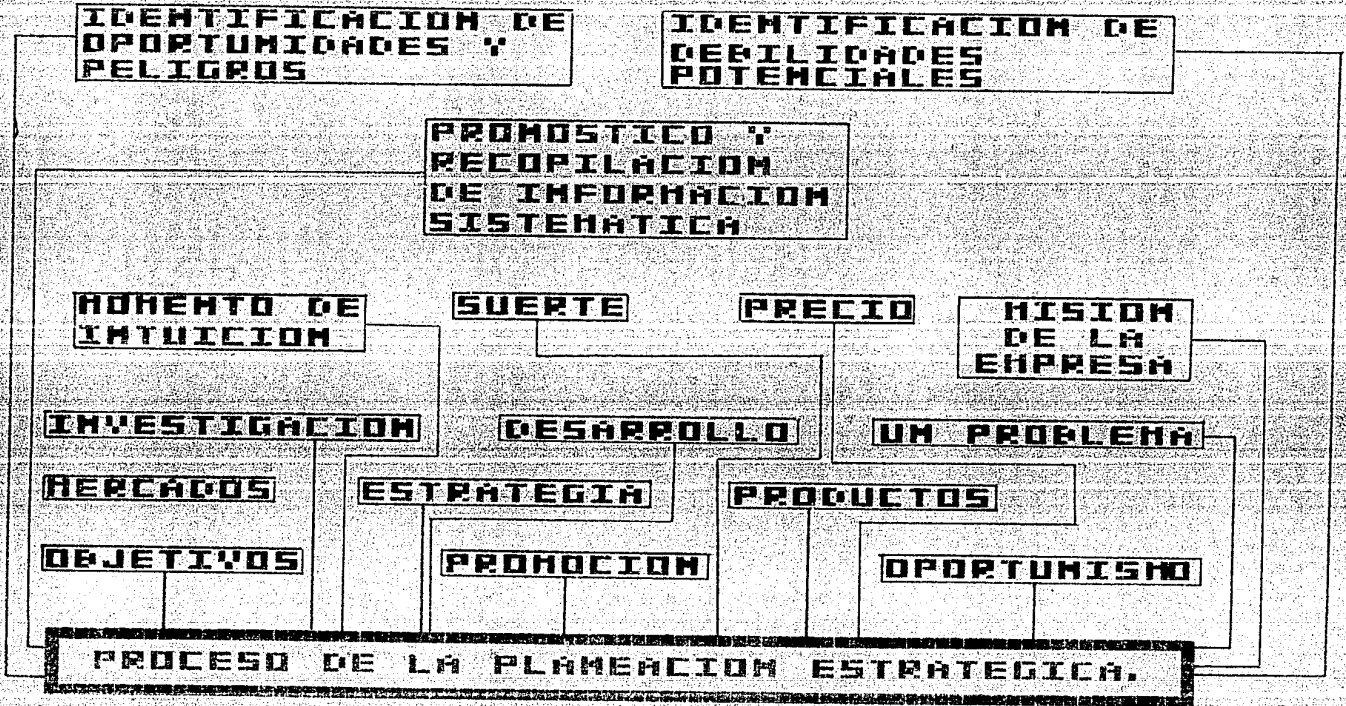 IDENTIFICACION DE
OPORTUNIDADES Y
PELIGROS
IDENTIFICACION DE
DEBILIDADES
POTENCIALES
PRONOSTICO Y
RECOPILACION
DE INFORMACION
SISTEMATICA
MOMENTO DE
INTUICION
SUERTE
PRECIO
MISION
DE LA
EMPRESA
INVESTIGACION
DESARROLLO
UN PROBLEMA
MERCADOS
ESTRATEGIA
PRODUCTOS
OBJETIVOS
PROMOCION
OPORTUNISMO
PROCESO DE LA PLANEACION ESTRATEGICA.